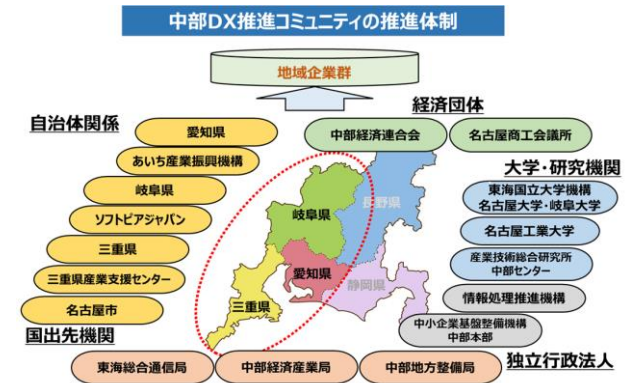 中部DX推進コミュニティの推進体制
地域企業群
自治体関係
愛知県
あいち産業振興機構
岐阜県
ソフトピアジャパン
三重県
三重県産業支援センター
名古屋市
経済団体
中部経済連合会
名古屋商工会議所
大学・研究機関
東海国立大学機構
名古屋大学・岐阜大学
名古屋工業大学
産業技術総合研究所
中部センター
情報処理推進機構
中小企業基盤整備機構
中部本部
独立行政法人
長野県
岐阜県
愛知県
静岡県
三重県
国出先機関
東海総合通信局
中部経済産業局
中部地方整備局